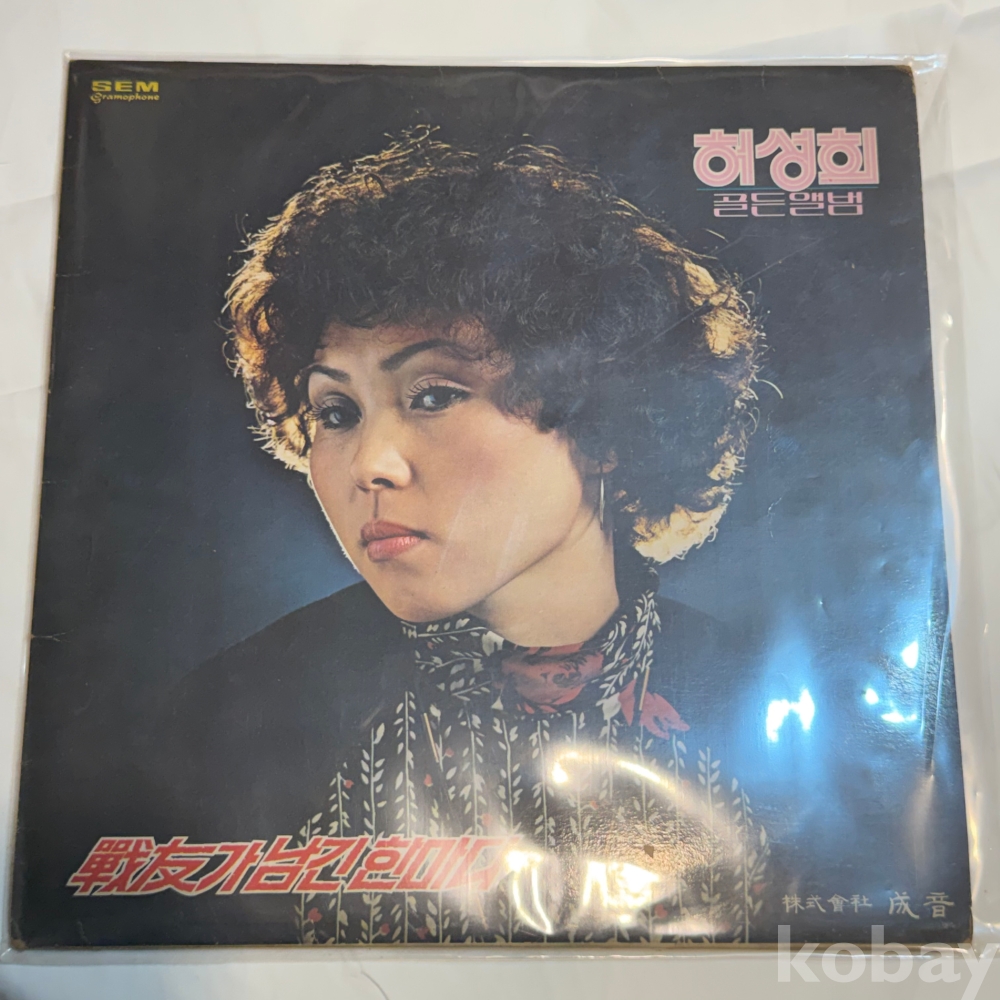 SEM
Gramophone
허성희
골든앨범
戰友가 남긴 한마디
株式會社 成音
kobay